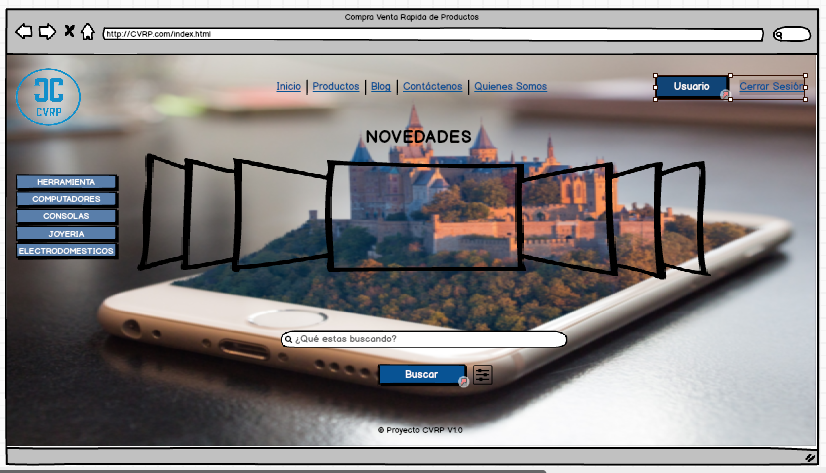 Compra Venta Rapida de Productos
http://CVRP.com/index.html
CVRP
Inicio | Productos | Blog | Contáctenos | Quienes Somos
Usuario
Cerrar Sesión
NOVEDADES
HERRAMIENTA
COMPUTADORES
CONSOLAS
JOYERIA
ELECTRODOMESTICOS
¿Qué estas buscando?
Buscar
© Proyecto CVRP V1.0